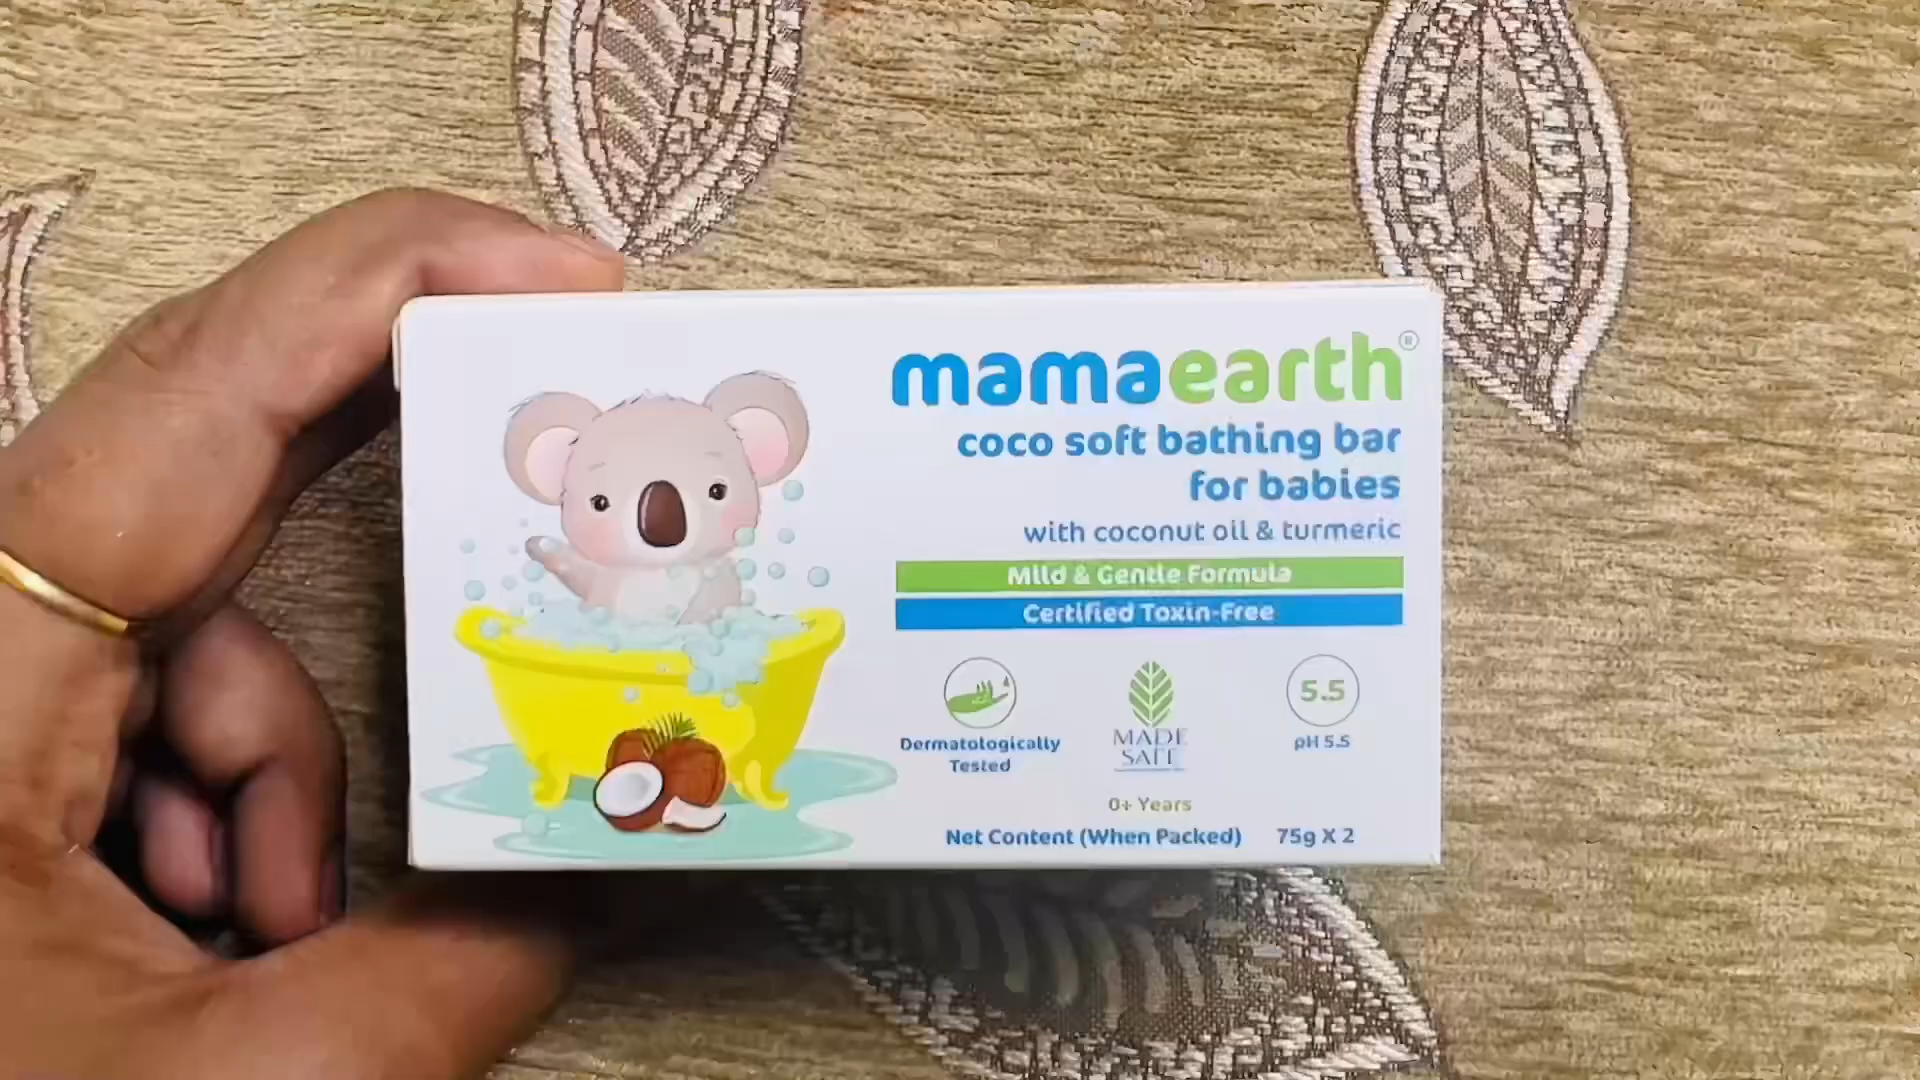 mamaearth®
coco soft bathing bar
for babies
with coconut oil & turmeric
Mild & Gentle Formula
Certified Toxin-Free
5.5
Dermatologically
Tested
MADE
SAFE
pH 5.5
0+ Years
Net Content (When Packed) 75g X 2